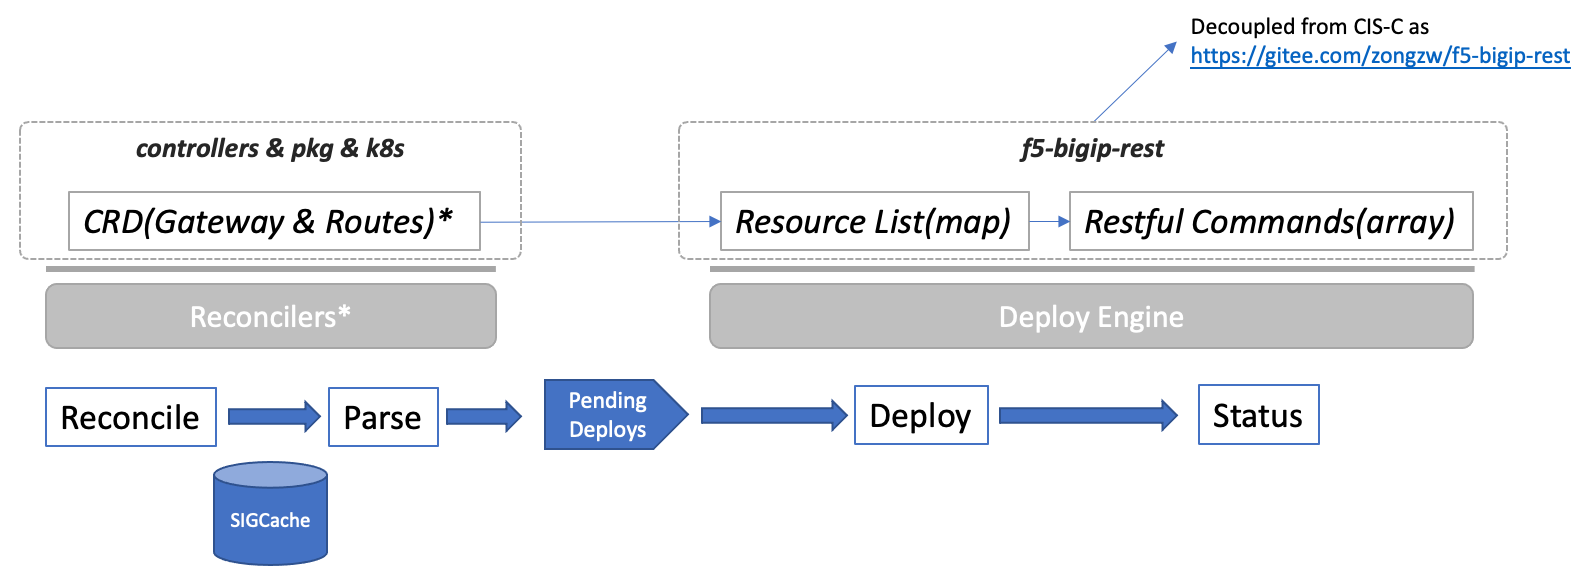 Decoupled from CIS-C as
https://gitee.com/zongzw/f5-bigip-rest
controllers & pkg & k8s
f5-bigip-rest
CRD(Gateway & Routes)*
Resource List(map)
Restful Commands(array)
Reconcilers*
Deploy Engine
Reconcile
Parse
Pending
Deploys
Deploy
Status
SIGCache